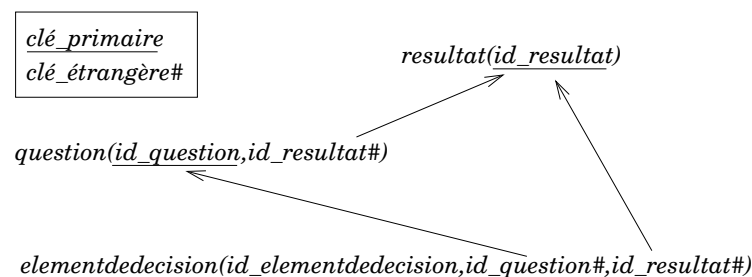 clé_primaire
clé_étrangère#
resultat(id_resultat)
question(id_question,id_resultat#)
elementdedecision(id_elementdedecision,id_question#,id_resultat#)